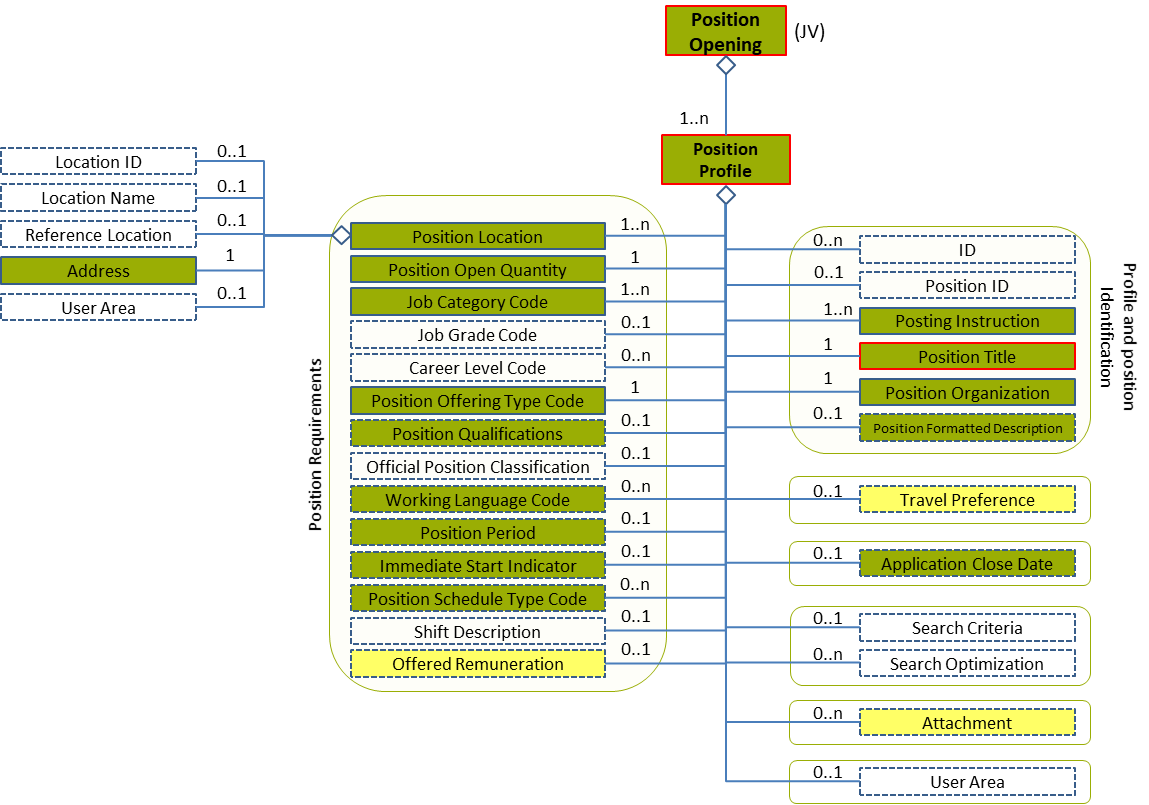 Position
Opening
(JV)
1..n
Position
Profile
Location ID
0..1
Location Name
0..1
Reference Location
0..1
Address
1
User Area
0..1
Position Requirements
Position Location
1..n
Position Open Quantity
1
Job Category Code
1..n
Job Grade Code
0..1
Career Level Code
0..n
Position Offering Type Code
1
Position Qualifications
0..1
Official Position Classification
0..1
Working Language Code
0..n
Position Period
0..1
Immediate Start Indicator
0..1
Position Schedule Type Code
0..n
Shift Description
0..1
Offered Remuneration
0..1
Profile and position
Identification
0..n
ID
0..1
Position ID
1..n
Posting Instruction
1
Position Title
1
Position Organization
0..1
Position Formatted Description
0..1
Travel Preference
0..1
Application Close Date
0..1
Search Criteria
0..n
Search Optimization
0..n
Attachment
0..1
User Area